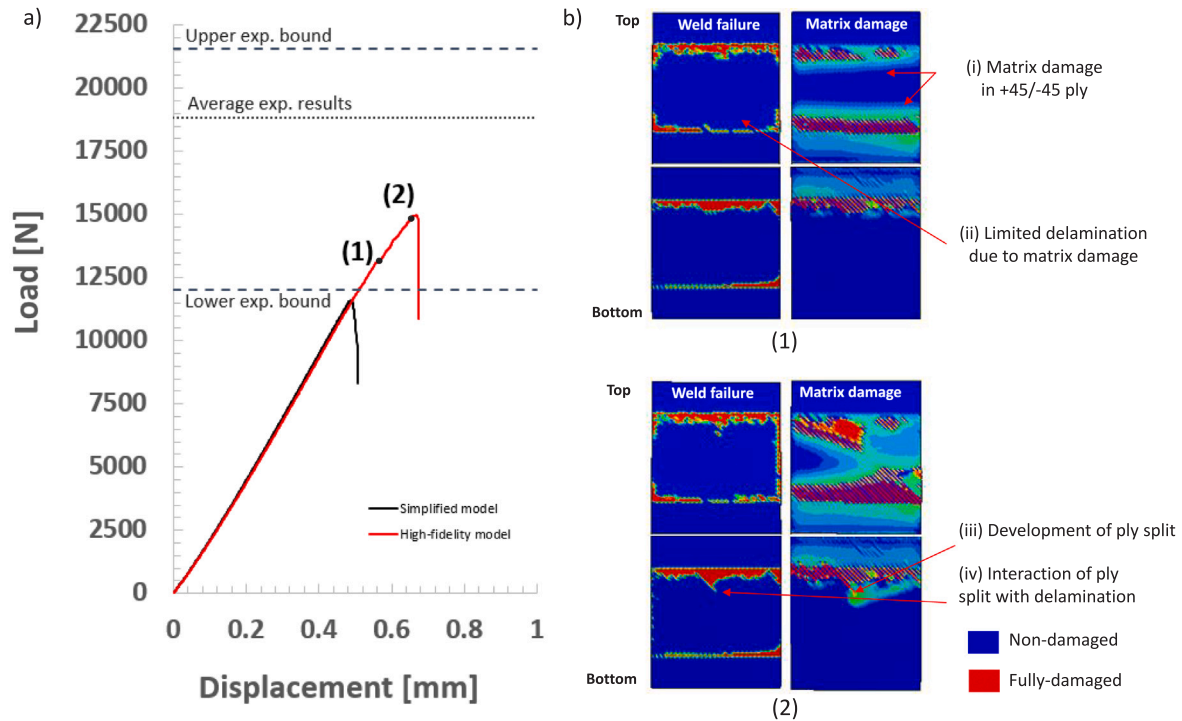 a)
22500
20000
17500
15000
12500
10000
7500
5000
2500
0
Load [N]
Upper exp. bound
Average exp. results
Lower exp. bound
(1)
(2)
Simplified model
High-fidelity model
0 0.2 0.4 0.6 0.8 1
Displacement [mm]
b)
Top
Weld failure
Matrix damage
(i) Matrix damage
in +45/-45 ply
(ii) Limited delamination
due to matrix damage
Bottom
(1)
Top
Weld failure
Matrix damage
(iii) Development of ply split
(iv) Interaction of ply
split with delamination
Non-damaged
Fully-damaged
Bottom
(2)